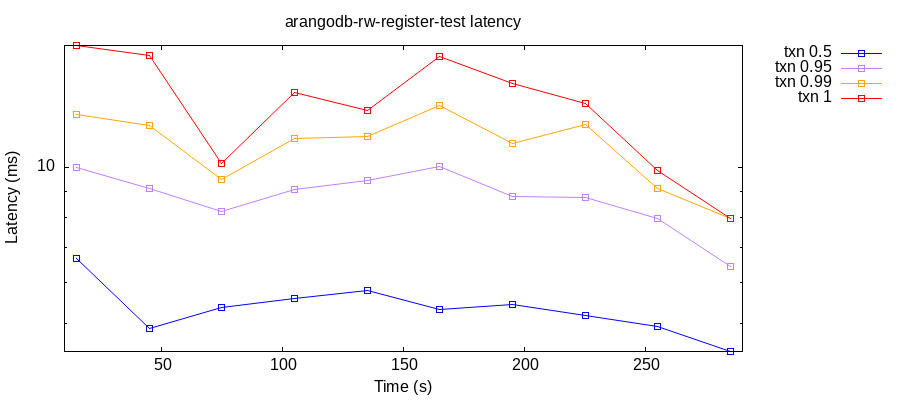 arangodb-rw-register-test latency
txn 0.5
txn 0.95
txn 0.99
txn 1
Latency (ms)
10
50
100
150
200
250
Time (s)